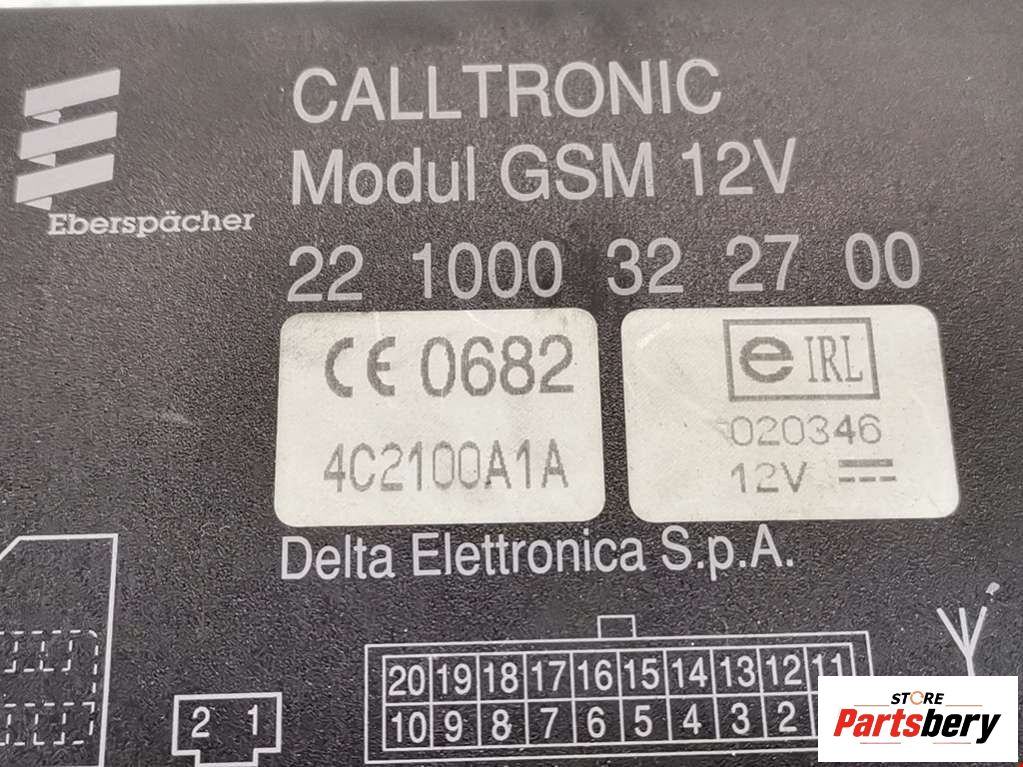 CALLTRONIC
Modul GSM 12V
Eberspächer
22 1000 32 27 00
CE 0682
4C2100A1A
e IRL
020346
12V
Delta Elettronica S.p.A.
20 19 18 17 16 15 14 13 12 11
10 9 8 7 6 5 4 3 2
2 1
STORE
Partsbery